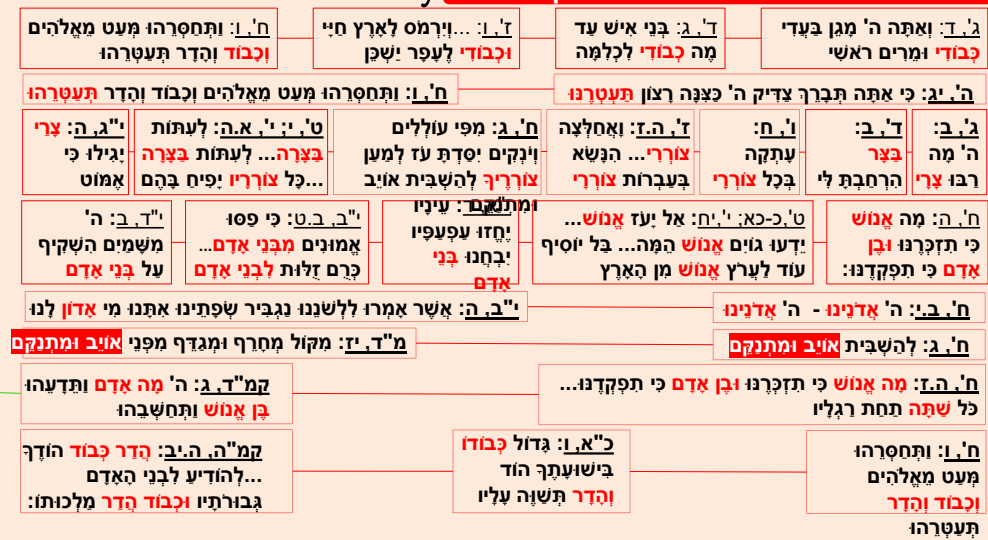 ג', ד: וְאַתָּה ה' מָגֵן בַּעֲדִי
כְּבוֹדִי וּמֵרִים רֹאשִׁי
ד', ג: בְּנֵי אִישׁ עַד
מֶה כְבוֹדִי לִכְלִמָּה
ז', ו: ...וְיִרְמֹס לָאָרֶץ חַיָּי
וּכְבוֹדִי לֶעָפָר יַשְׁכֵּן
ח', ו: וַתְּחַסְּרֵהוּ מְּעַט מֵאֱלֹהִים
וְכָבוֹד וְהָדָר תְּעַטְּרֵהוּ
ה', יג: כִּי אַתָּה תְּבָרֵךְ צַדִּיק ה' כַּצִּנָּה רָצוֹן תַּעְטְרֶנּוּ
ח', ו: וַתְּחַסְּרֵהוּ מְּעַט מֵאֱלֹהִים וְכָבוֹד וְהָדָר תְּעַטְּרֵהוּ
ג', ב:
ה' מָה
רַבּוּ צָרָי
ד', ב:
בַּצָּר
הִרְחַבְתָּ לִּי
ו', ח:
עָתְקָה
בְּכָל צוֹרְרָי
ז', ה.ז: וָאֲחַלְּצָה
צוֹרְרִי... הִנָּשֵׂא
בְּעַבְרוֹת צוֹרְרָי
ח', ג: מִפִּי עוֹלְלִים
וְיֹנְקִים יִסַּדְתָּ עֹז לְמַעַן
צוֹרְרֶיךָ לְהַשְׁבִּית אוֹיֵב
וּמִתְנַקֵּם
ט', י; י', א.ה: לְעִתּוֹת
בַּצָּרָה... לְעִתּוֹת בַּצָּרָה
...כָּל צוֹרְרָיו יָפִיחַ בָּהֶם
י"ג, ה: צָרַי
יָגִילוּ כִּי
אֶמּוֹט
ח', ה: מָה אֱנוֹשׁ
כִּי תִזְכְּרֶנּוּ וּבֶן
אָדָם כִּי תִפְקְדֶנּוּ:
ט', כ-כא; י', יח: אַל יָעֹז אֱנוֹשׁ...
יֵדְעוּ גוֹיִם אֱנוֹשׁ הֵמָּה... בַּל יוֹסִיף
עוֹד לַעֲרֹץ אֱנוֹשׁ מִן הָאָרֶץ
עֵינָיו
יֶחֱזוּ עַפְעַפָּיו
יִבְחֲנוּ בְּנֵי
אָדָם
י"ב, ב.ט: כִּי פַסּוּ
אֱמוּנִים מִבְּנֵי אָדָם...
כְּרֻם זֻלּוּת לִבְנֵי אָדָם
י"ד, ב: ה'
מִשָּׁמַיִם הִשְׁקִיף
עַל בְּנֵי אָדָם
ח', ב.י: ה' אֲדֹנֵינוּ - ה' אֲדֹנֵינוּ
י"ב, ה: אֲשֶׁר אָמְרוּ לִלְשֹׁנֵנוּ נַגְבִּיר שְׂפָתֵינוּ אִתָּנוּ מִי אָדוֹן לָנוּ
ח', ג: לְהַשְׁבִּית אוֹיֵב וּמִתְנַקֵּם
מ"ד, יז: מִקּוֹל מְחָרֵף וּמְגַדֵּף מִפְּנֵי אוֹיֵב וּמִתְנַקֵּם
ח', ה.ז: מָה אֱנוֹשׁ כִּי תִזְכְּרֶנּוּ וּבֶן אָדָם כִּי תִפְקְדֶנּוּ...
כֹּל שַׁתָּה תַחַת רַגְלָיו
קמ"ד, ג: ה' מָה אָדָם וַתֵּדָעֵהוּ
בֶּן אֱנוֹשׁ וַתְּחַשְּׁבֵהוּ
ח', ו: וַתְּחַסְּרֵהוּ
מְּעַט מֵאֱלֹהִים
וְכָבוֹד וְהָדָר
תְּעַטְּרֵהוּ
כ"א, ו: גָּדוֹל כְּבוֹדוֹ
בִּישׁוּעָתֶךָ הוֹד
וְהָדָר תְּשַׁוֶּה עָלָיו
קמ"ה, ה.יב: הֲדַר כְּבוֹד הוֹדֶךָ
...לְהוֹדִיעַ לִבְנֵי הָאָדָם
גְּבוּרֹתָיו וּכְבוֹד הֲדַר מַלְכוּתוֹ: